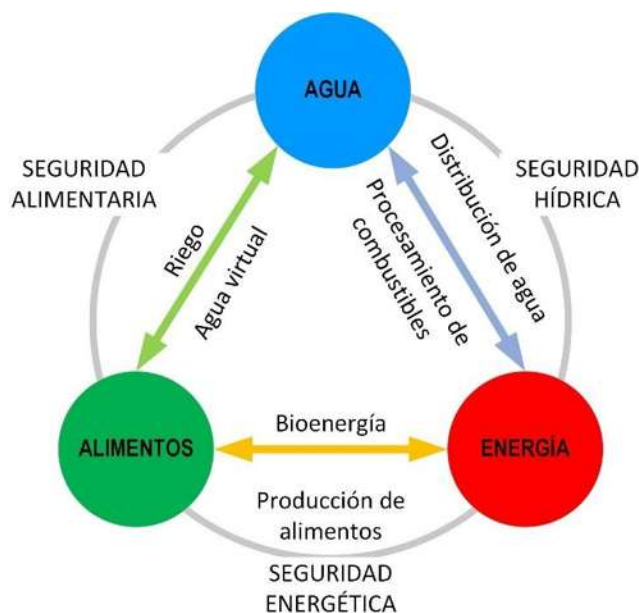 AGUA
SEGURIDAD
ALIMENTARIA
SEGURIDAD
HÍDRICA
Riego
Agua virtual
Procesamiento de
combustibles
Distribución de agua
ALIMENTOS
Bioenergía
ENERGÍA
Producción de
alimentos
SEGURIDAD
ENERGÉTICA